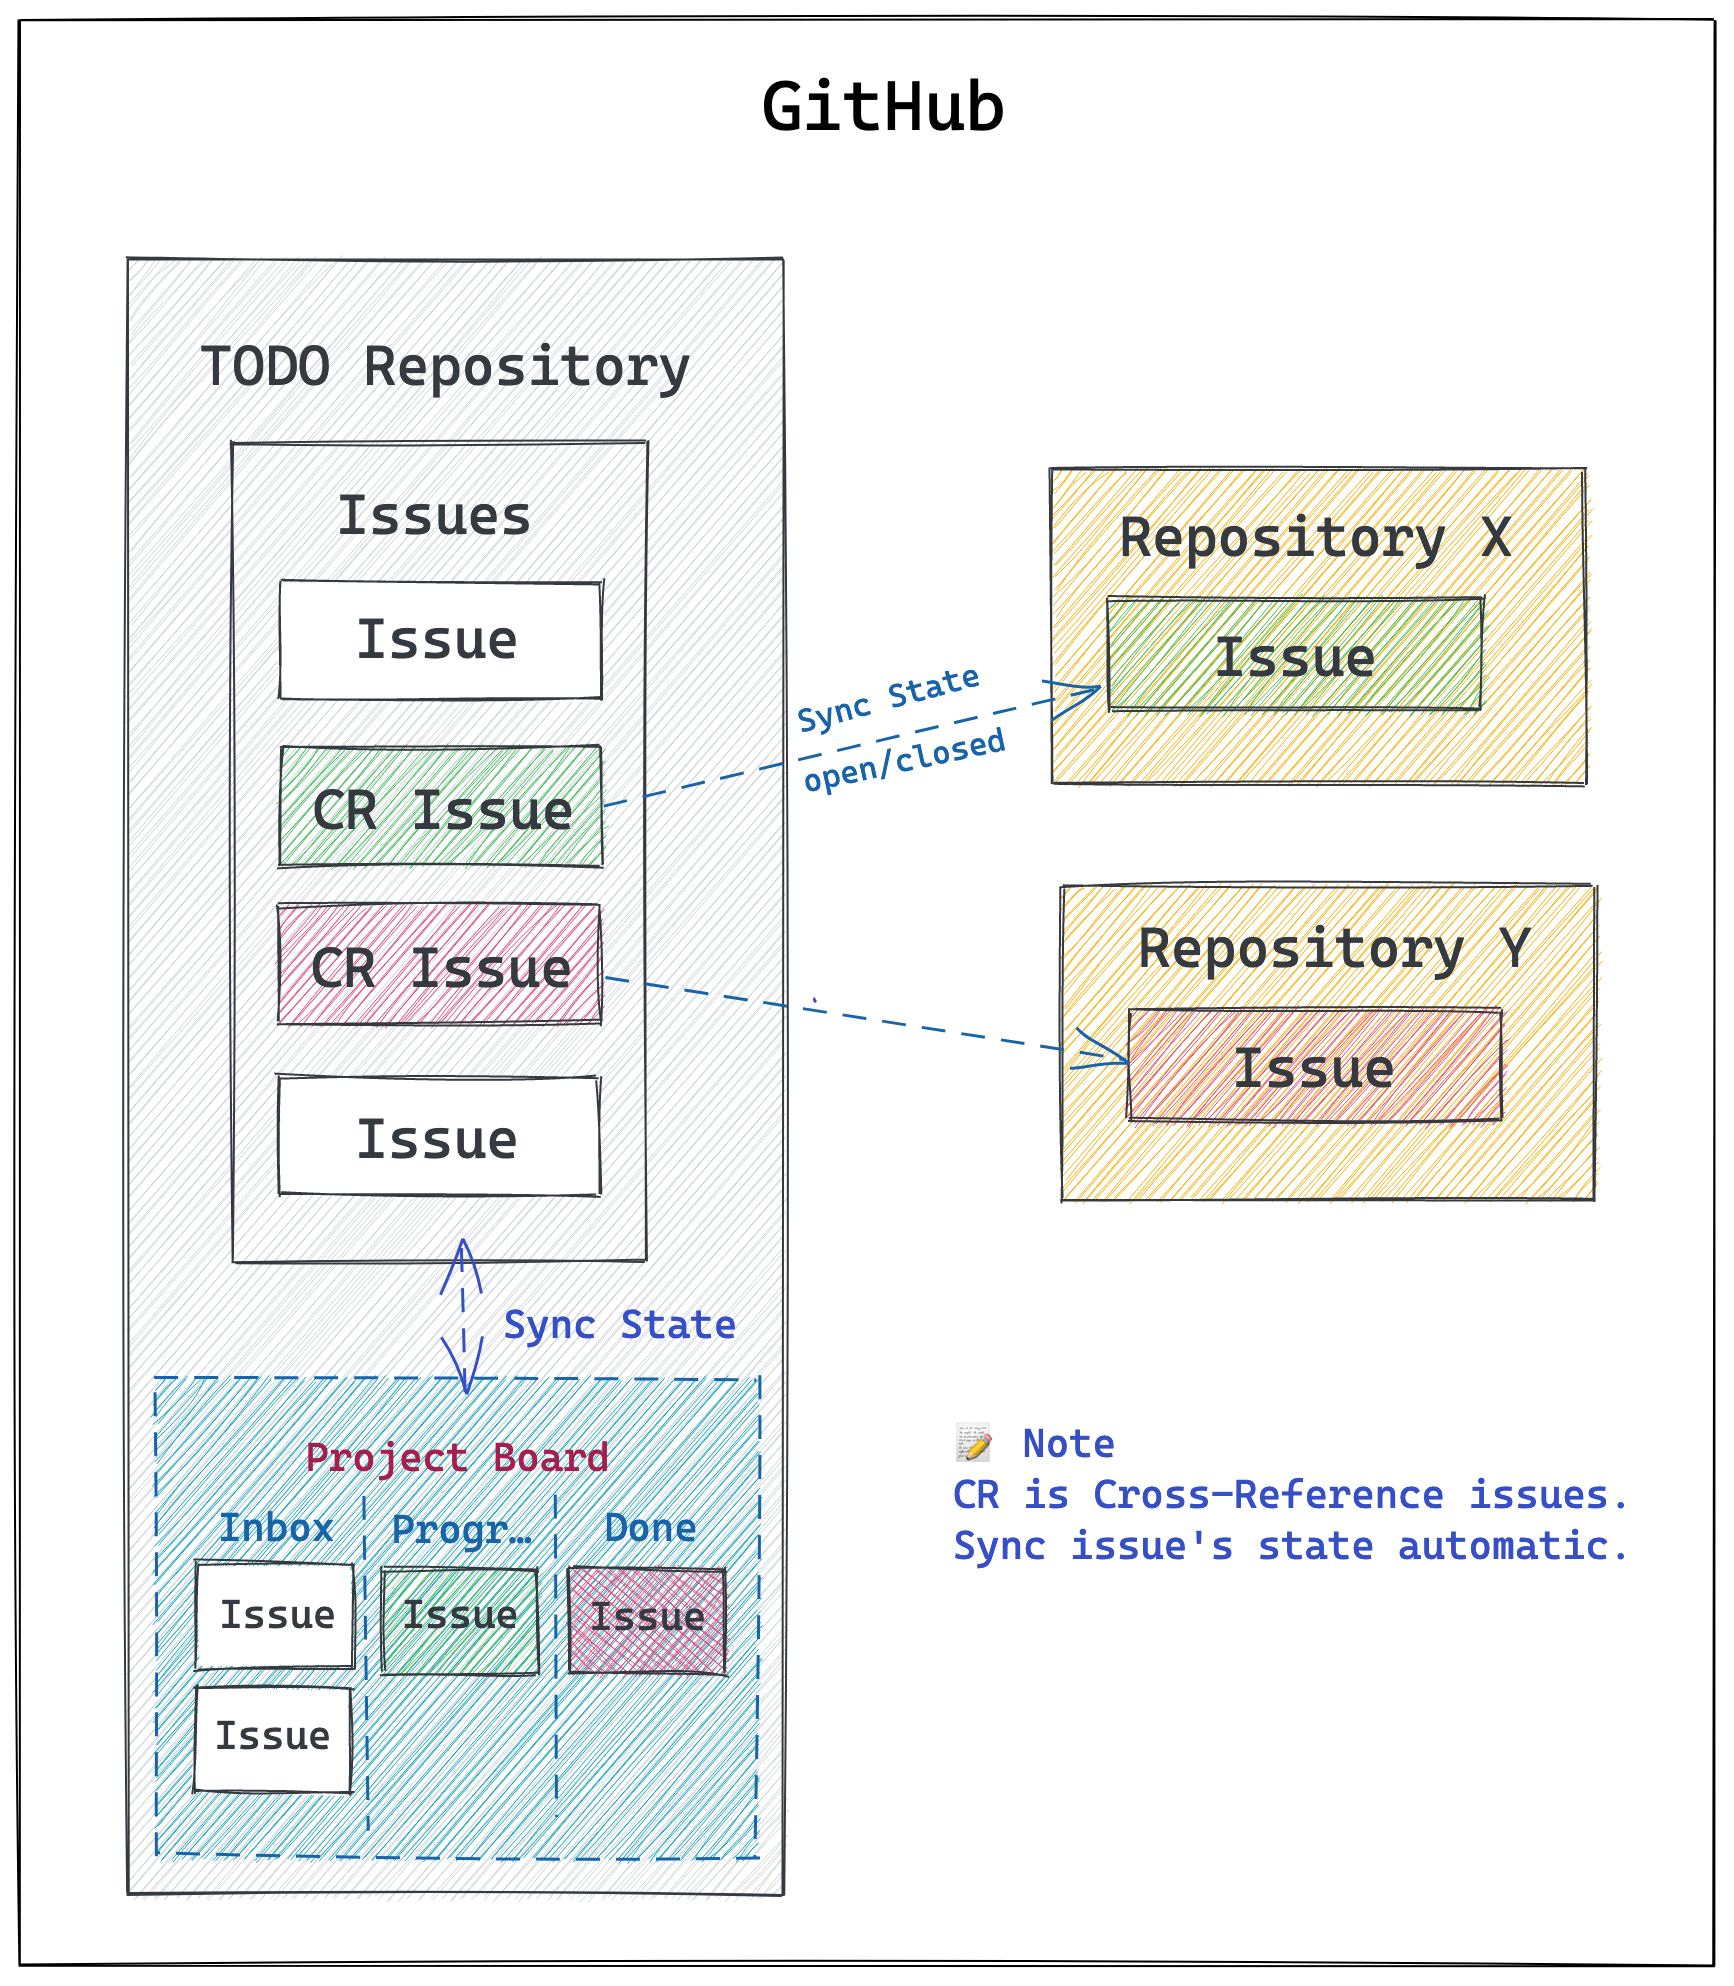 GitHub
TODO Repository
Issues
Issue
CR Issue
CR Issue
Issue
Sync State
open/closed
Repository X
Issue
Repository Y
Issue
Sync State
Project Board
Inbox
Progr…
Done
Issue
Issue
Issue
Issue
📝 Note
CR is Cross-Reference issues.
Sync issue's state automatic.